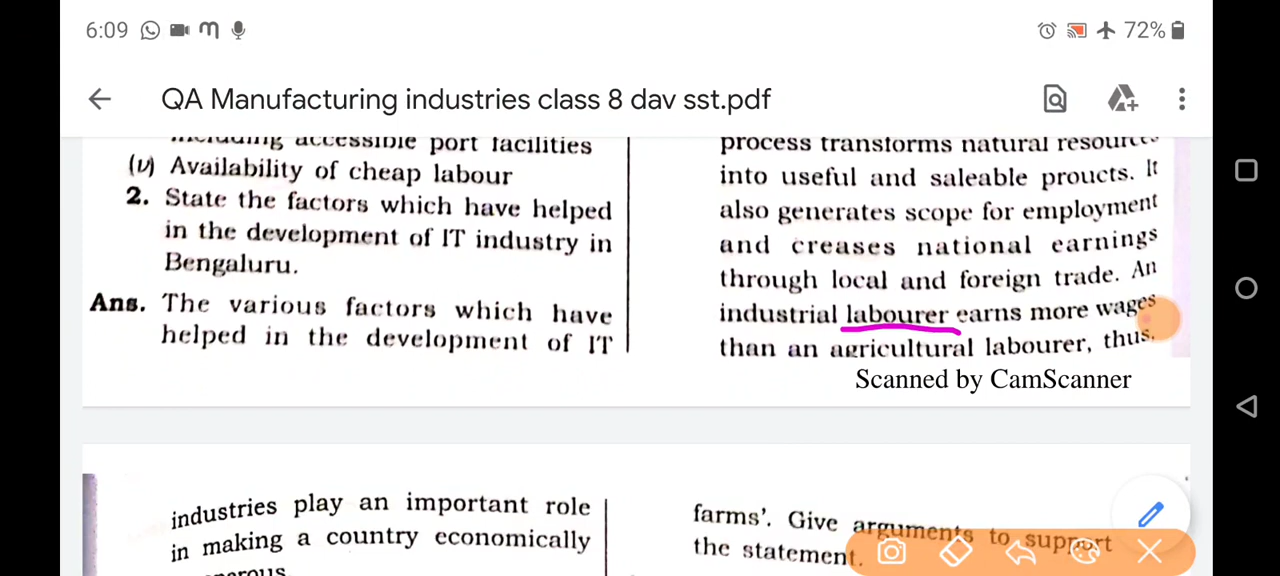 6:09
72%
QA Manufacturing industries class 8 dav sst.pdf
including accessible port facilities
(v) Availability of cheap labour
2. State the factors which have helped
in the development of IT industry in
Bengaluru.
Ans. The various factors which have
helped in the development of IT
process transforms natural resources
into useful and saleable proucts. It
also generates scope for employment
and creases national earnings
through local and foreign trade. An
industrial labourer earns more wages
than an agricultural labourer, thus,
Scanned by CamScanner
industries play an important role
in making a country economically
farms'. Give arguments to support
the statement.